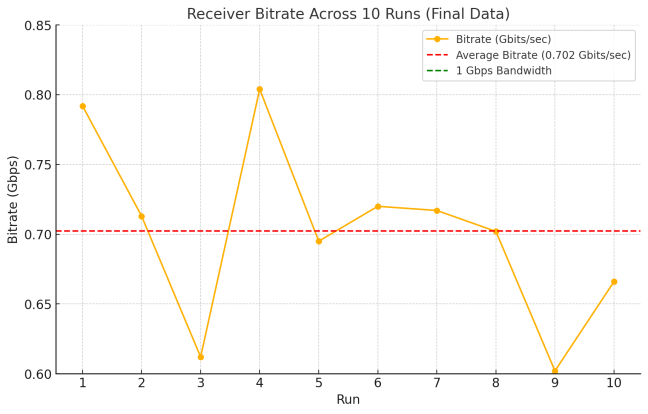 Receiver Bitrate Across 10 Runs (Final Data)
0.85
Bitrate (Gbits/sec)
Average Bitrate (0.702 Gbits/sec)
1 Gbps Bandwidth
0.80
0.75
0.70
0.65
0.60
Bitrate (Gbps)
1 2 3 4 5 6 7 8 9 10
Run